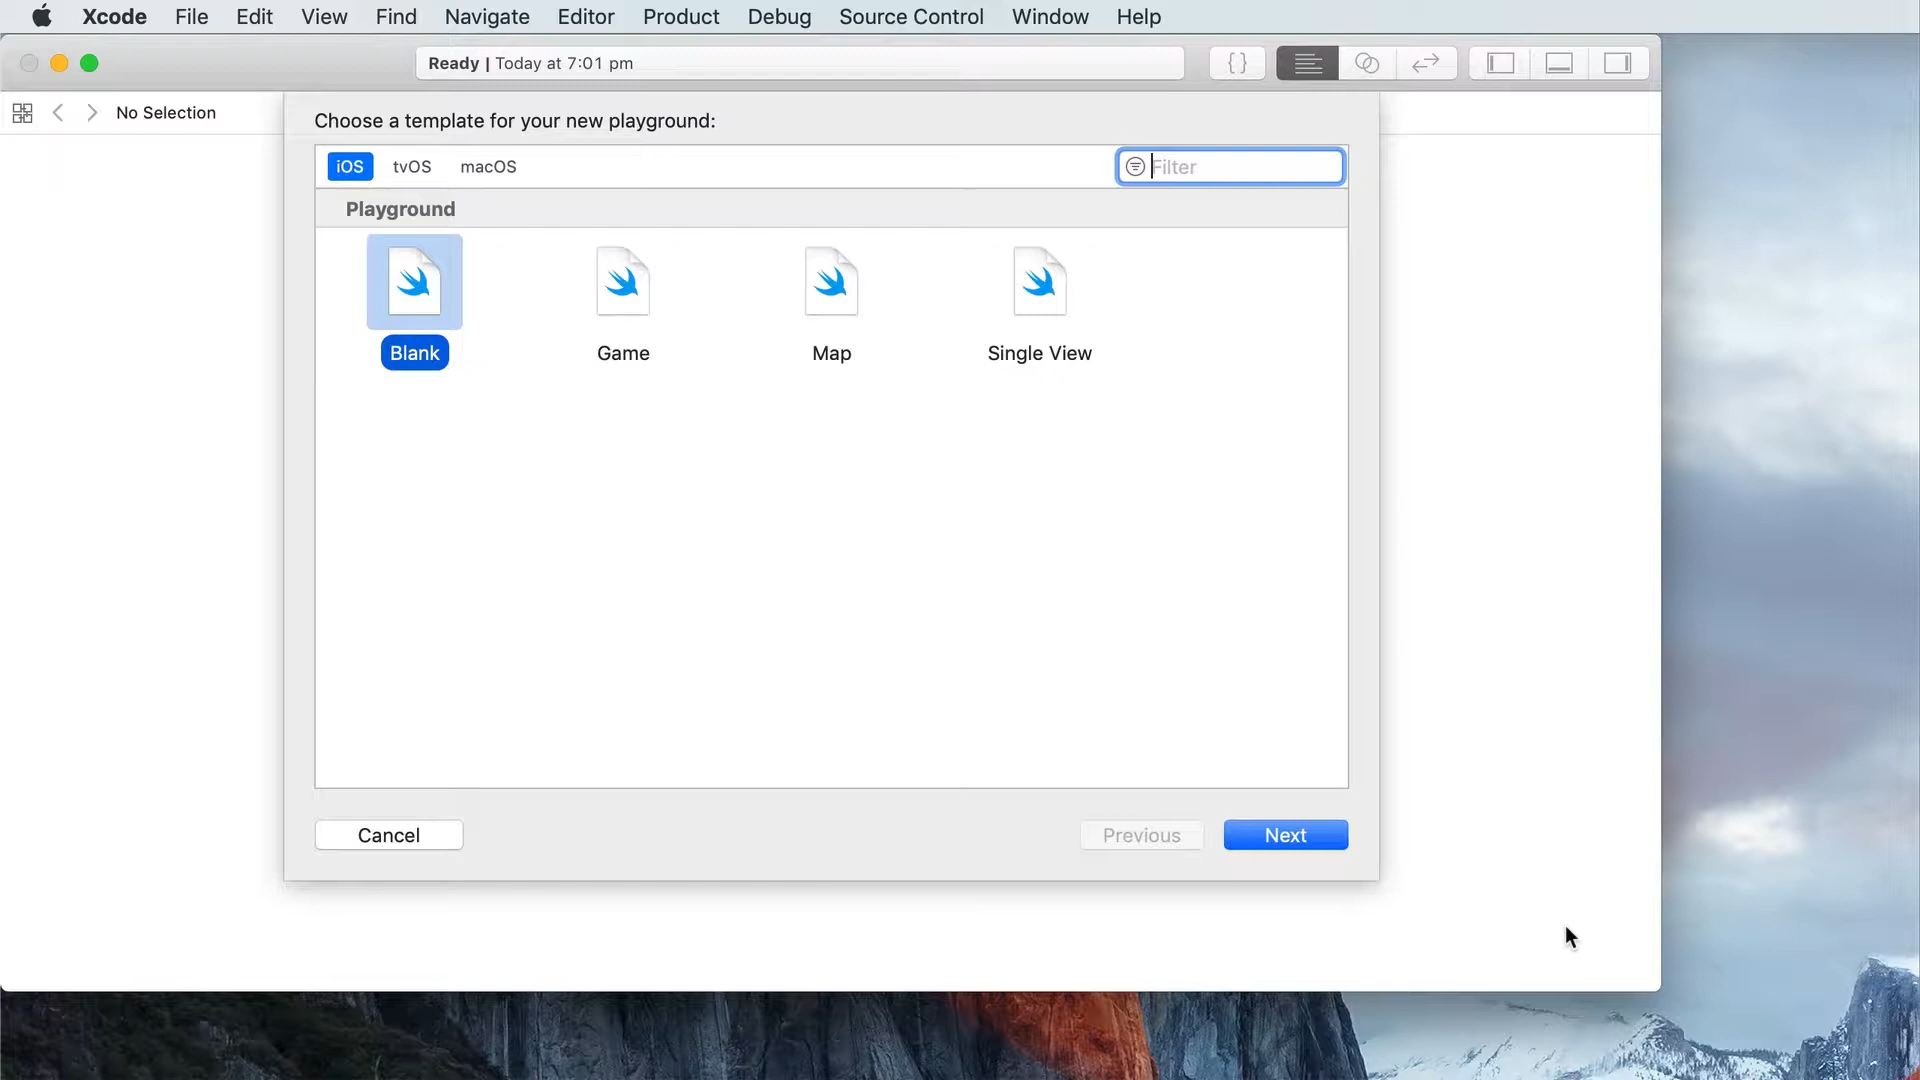 Xcode File Edit View Find Navigate Editor Product Debug Source Control Window Help
Ready | Today at 7:01 pm
{}
No Selection
Choose a template for your new playground:
iOS tvOS macOS Filter
Playground
Blank Game Map Single View
Cancel Previous Next